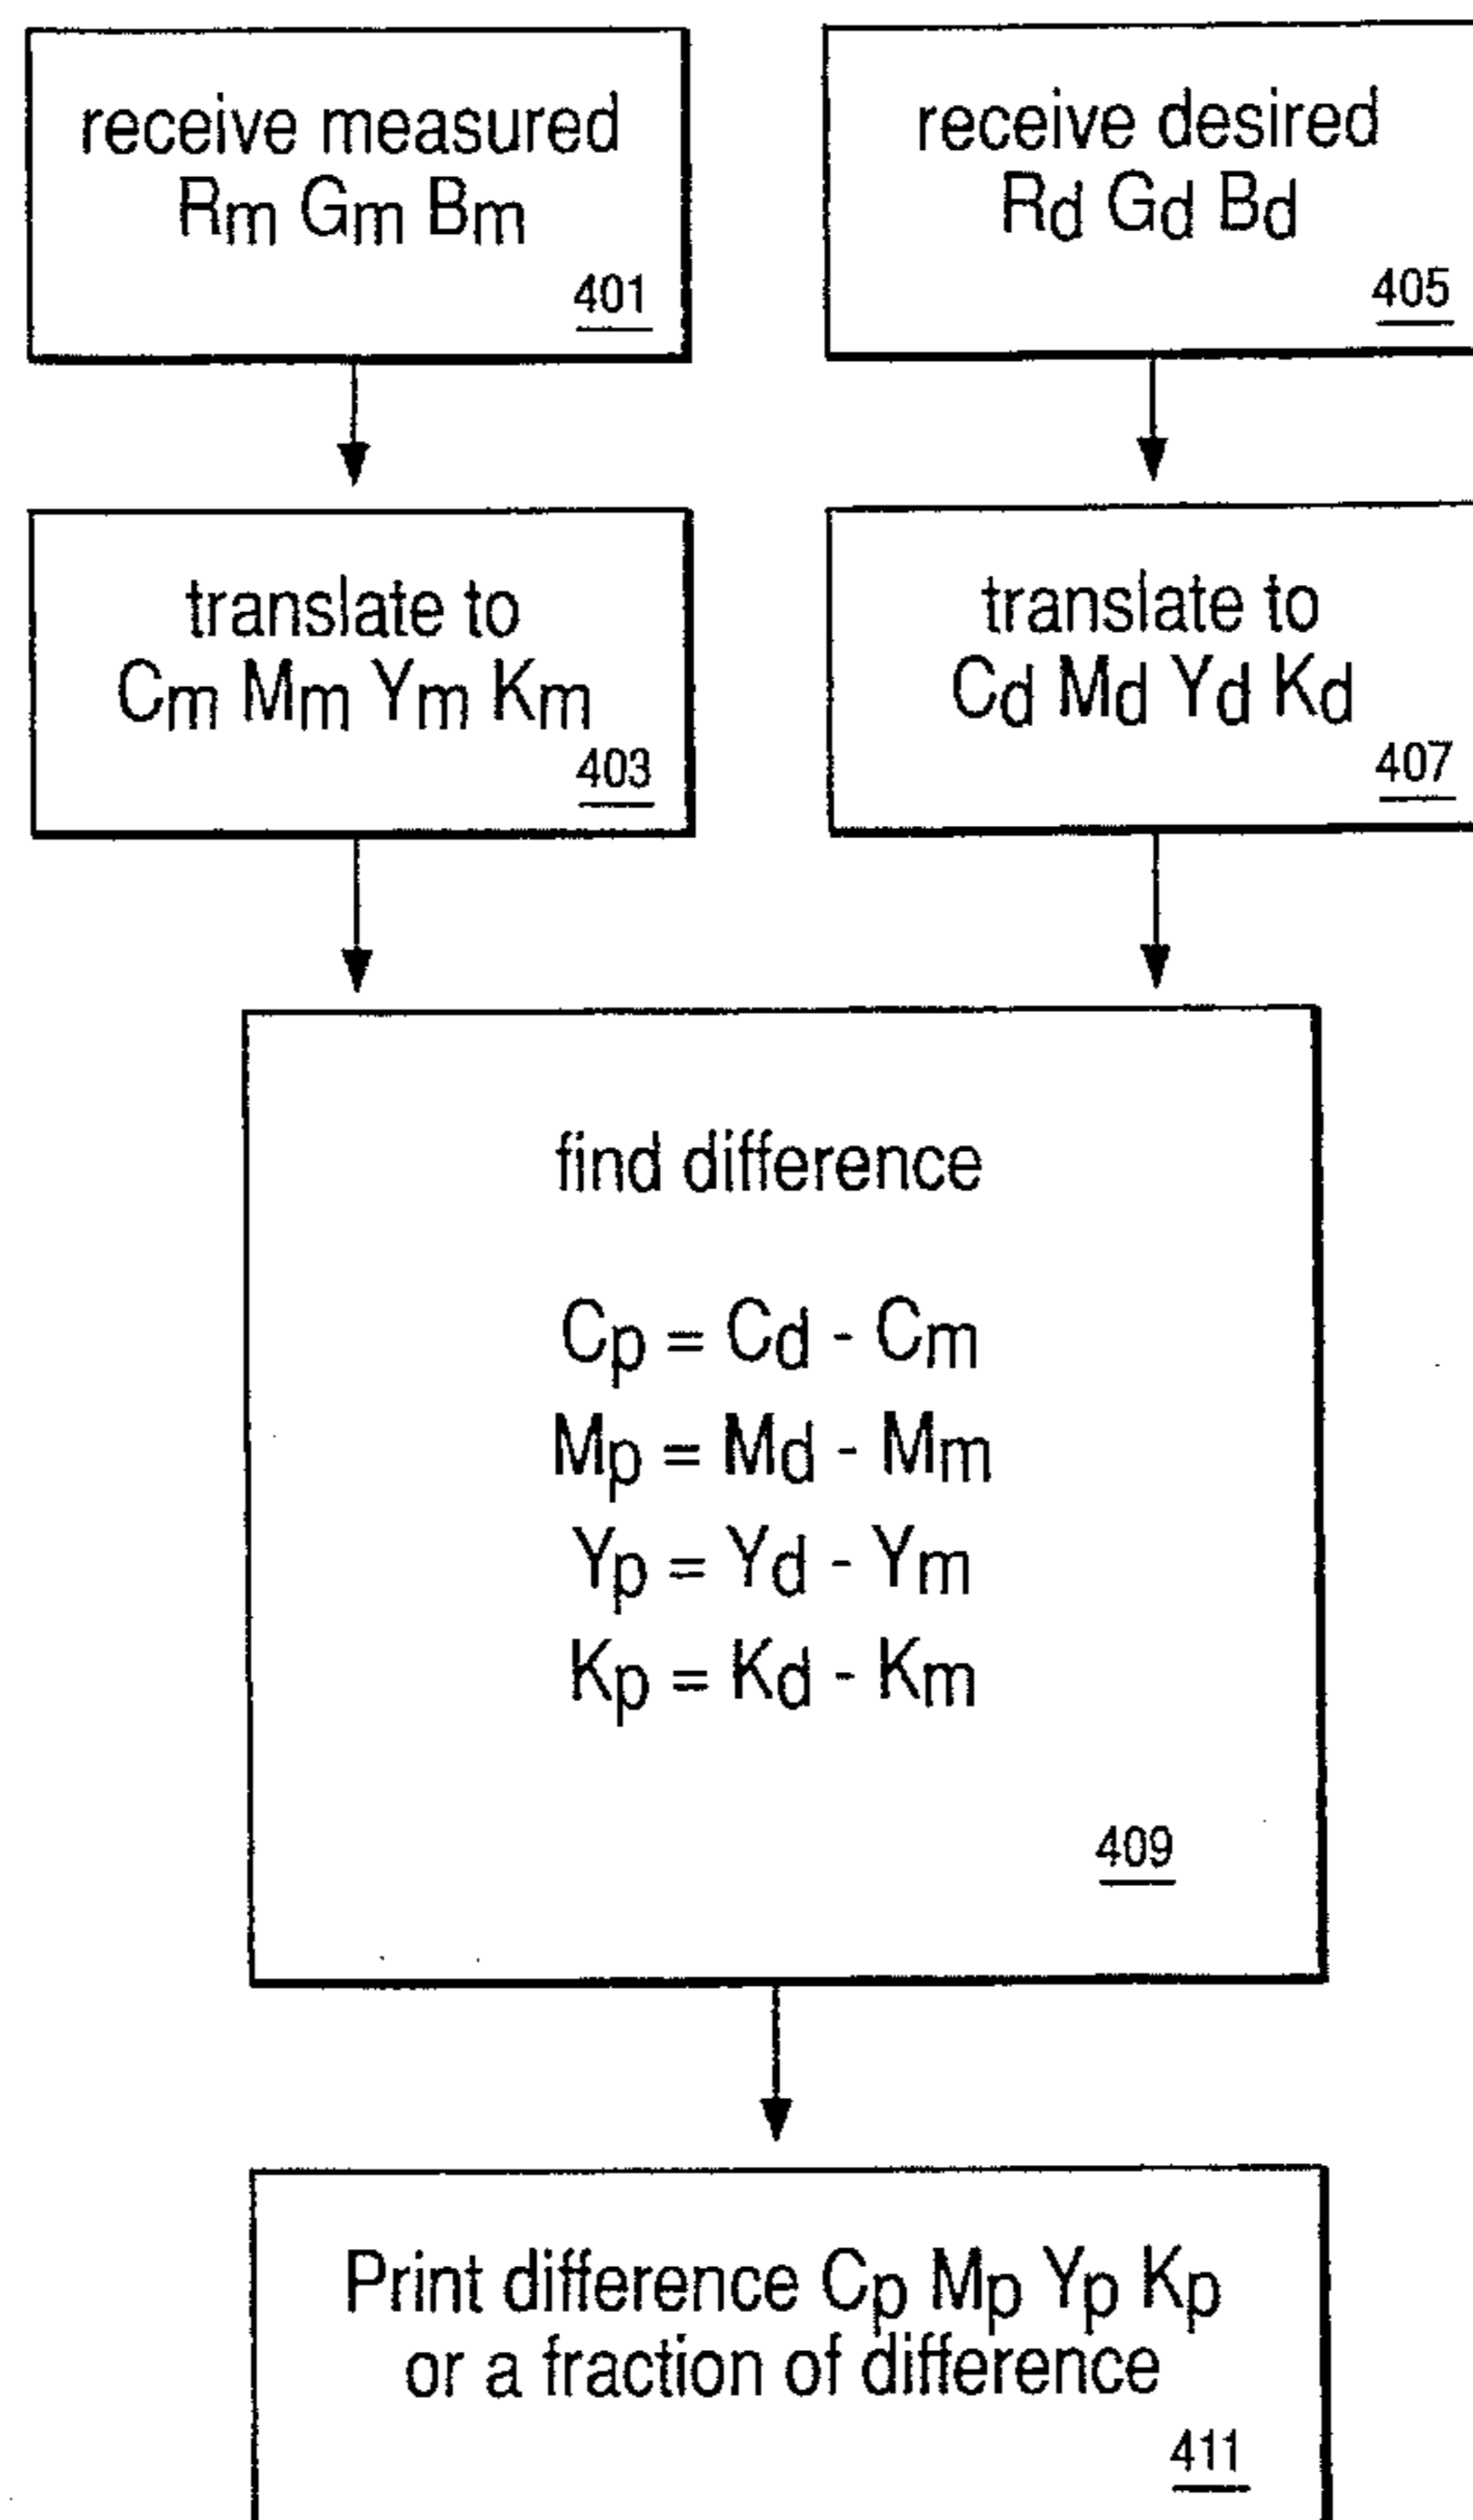 receive measured
Rm Gm Bm
401
receive desired
Rd Gd Bd
405
translate to
Cm Mm Ym Km
403
translate to
Cd Md Yd Kd
407
find difference
Cp = Cd - Cm
Mp = Md - Mm
Yp = Yd - Ym
Kp = Kd - Km
409
Print difference Cp Mp Yp Kp
or a fraction of difference
411